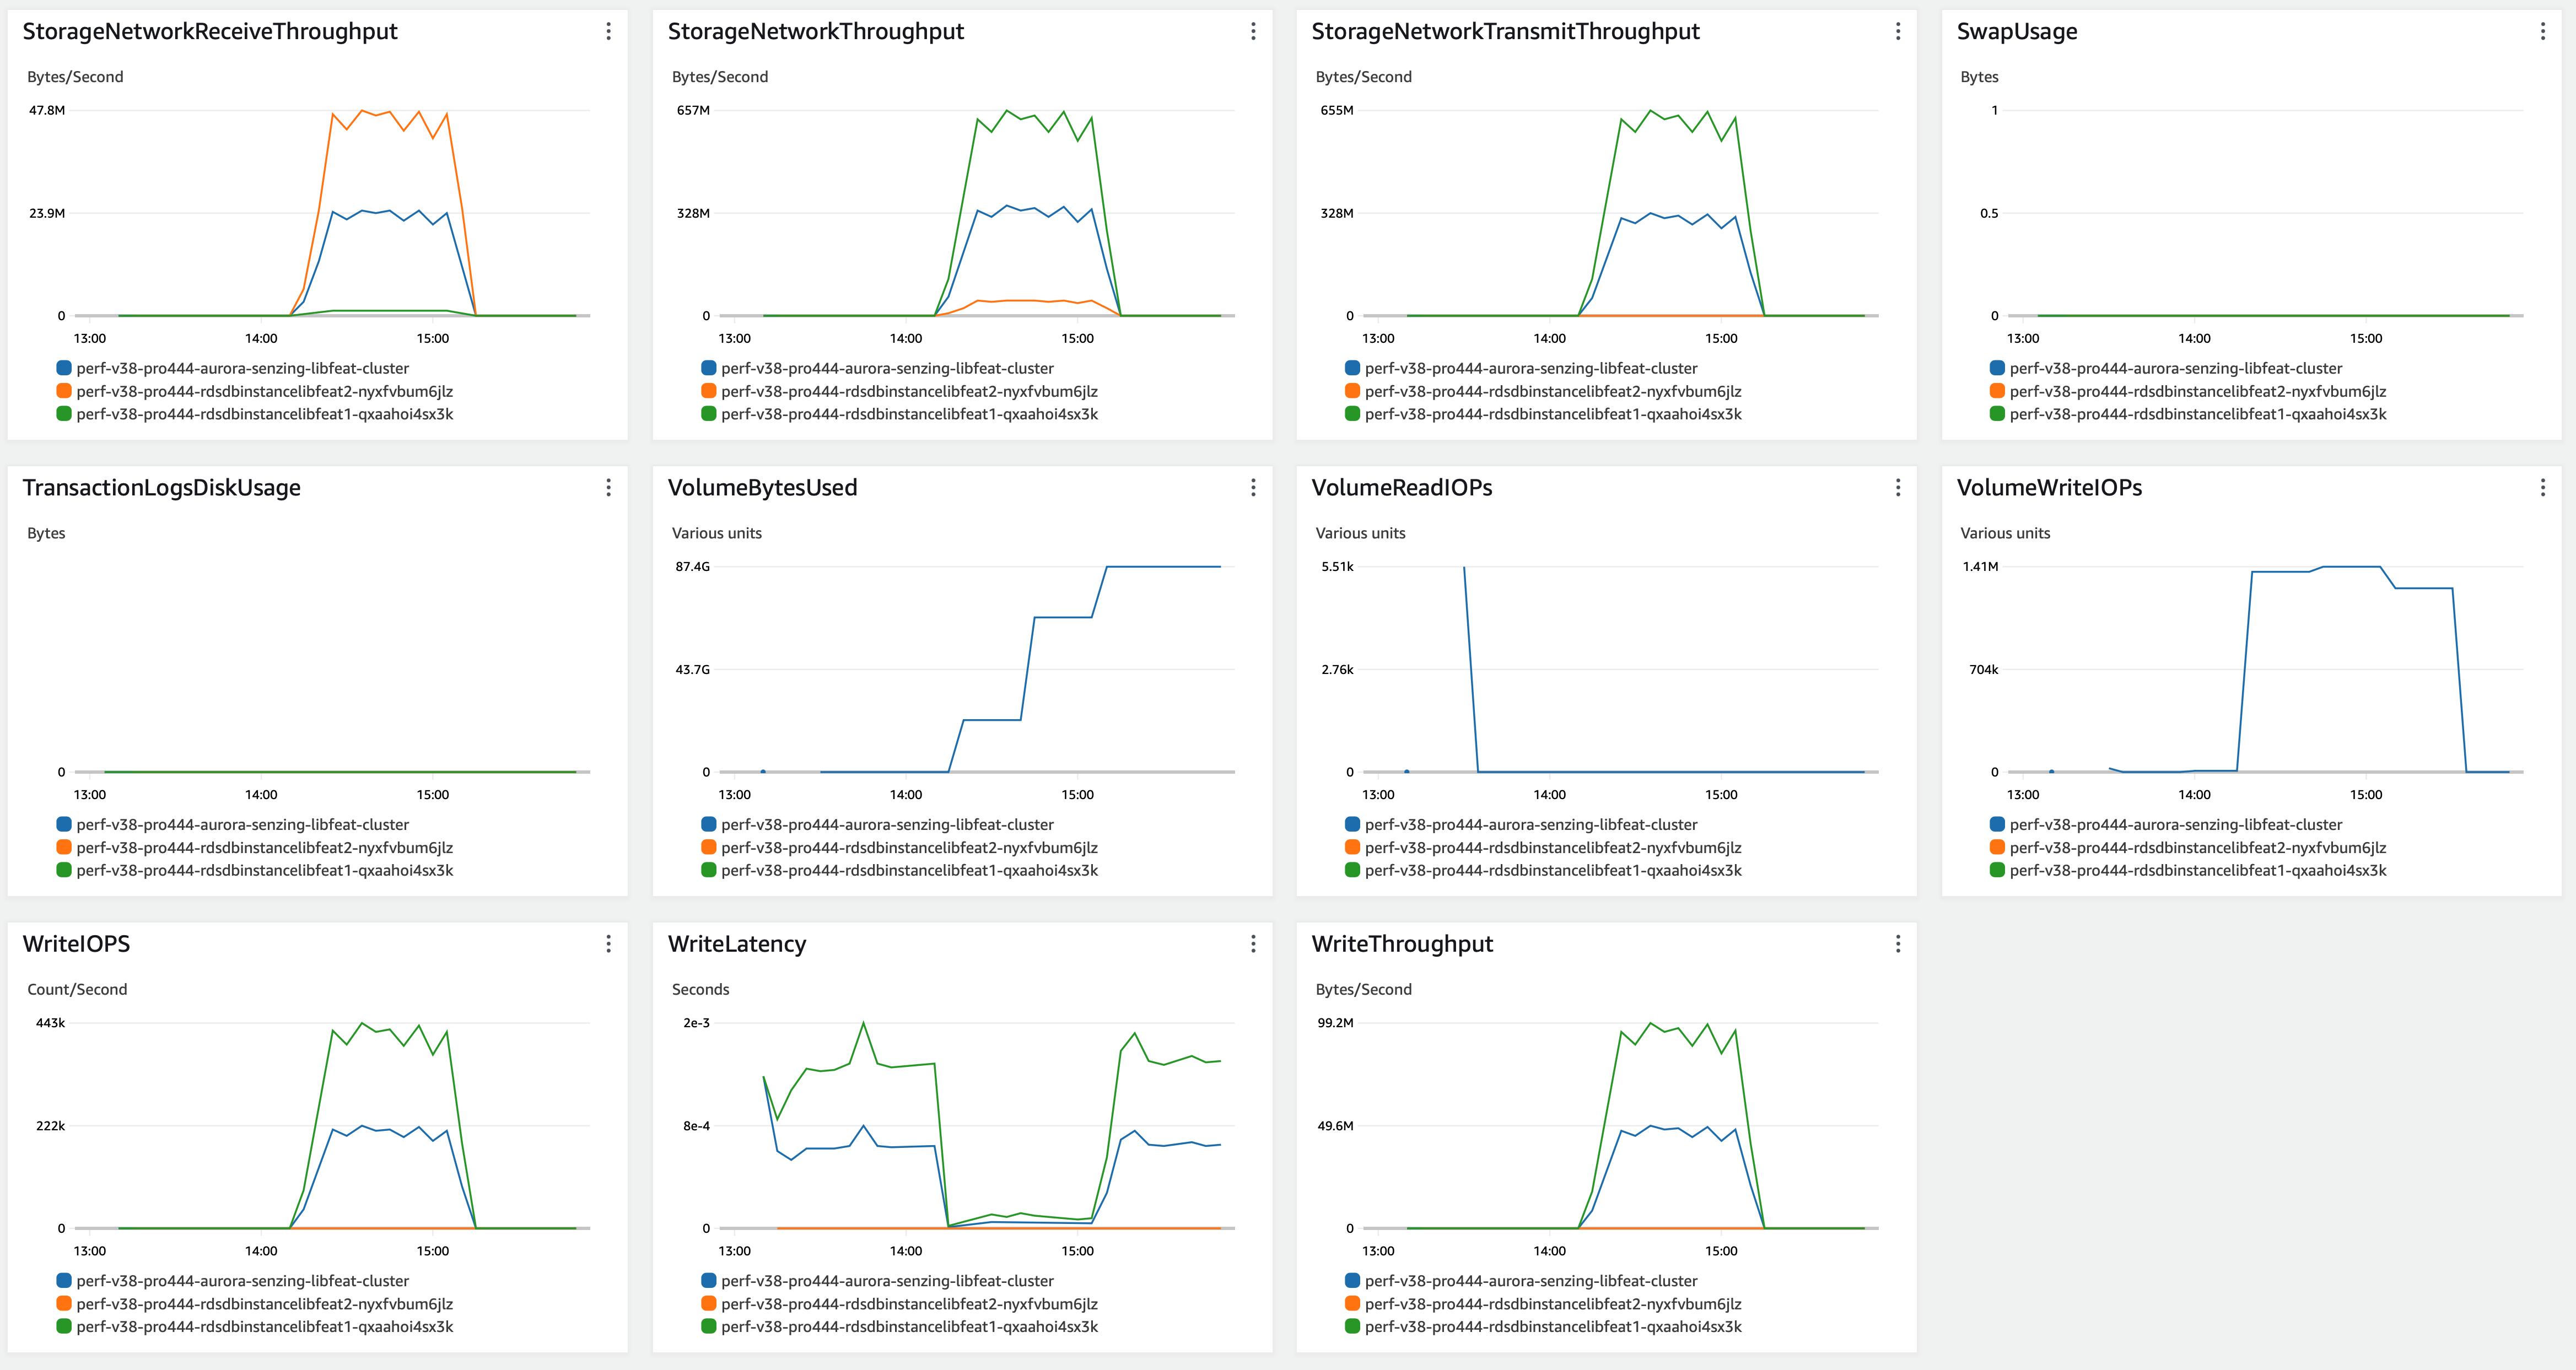 StorageNetworkReceiveThroughput
Bytes/Second
47.8M
23.9M
0
13:00
14:00
15:00
perf-v38-pro444-aurora-senzing-libfeat-cluster
perf-v38-pro444-rdsdbinstancelibfeat2-nyxfvbum6jlz
perf-v38-pro444-rdsdbinstancelibfeat1-qxaahoi4sx3k
StorageNetworkThroughput
Bytes/Second
657M
328M
0
13:00
14:00
15:00
perf-v38-pro444-aurora-senzing-libfeat-cluster
perf-v38-pro444-rdsdbinstancelibfeat2-nyxfvbum6jlz
perf-v38-pro444-rdsdbinstancelibfeat1-qxaahoi4sx3k
StorageNetworkTransmitThroughput
Bytes/Second
655M
328M
0
13:00
14:00
15:00
perf-v38-pro444-aurora-senzing-libfeat-cluster
perf-v38-pro444-rdsdbinstancelibfeat2-nyxfvbum6jlz
perf-v38-pro444-rdsdbinstancelibfeat1-qxaahoi4sx3k
SwapUsage
Bytes
1
0.5
0
13:00
14:00
15:00
perf-v38-pro444-aurora-senzing-libfeat-cluster
perf-v38-pro444-rdsdbinstancelibfeat2-nyxfvbum6jlz
perf-v38-pro444-rdsdbinstancelibfeat1-qxaahoi4sx3k
TransactionLogsDiskUsage
Bytes
0
13:00
14:00
15:00
perf-v38-pro444-aurora-senzing-libfeat-cluster
perf-v38-pro444-rdsdbinstancelibfeat2-nyxfvbum6jlz
perf-v38-pro444-rdsdbinstancelibfeat1-qxaahoi4sx3k
VolumeBytesUsed
Various units
87.4G
43.7G
0
13:00
14:00
15:00
perf-v38-pro444-aurora-senzing-libfeat-cluster
perf-v38-pro444-rdsdbinstancelibfeat2-nyxfvbum6jlz
perf-v38-pro444-rdsdbinstancelibfeat1-qxaahoi4sx3k
VolumeReadIOPs
Various units
5.51k
2.76k
0
13:00
14:00
15:00
perf-v38-pro444-aurora-senzing-libfeat-cluster
perf-v38-pro444-rdsdbinstancelibfeat2-nyxfvbum6jlz
perf-v38-pro444-rdsdbinstancelibfeat1-qxaahoi4sx3k
VolumeWriteIOPs
Various units
1.41M
704k
0
13:00
14:00
15:00
perf-v38-pro444-aurora-senzing-libfeat-cluster
perf-v38-pro444-rdsdbinstancelibfeat2-nyxfvbum6jlz
perf-v38-pro444-rdsdbinstancelibfeat1-qxaahoi4sx3k
WriteIOPS
Count/Second
443k
222k
0
13:00
14:00
15:00
perf-v38-pro444-aurora-senzing-libfeat-cluster
perf-v38-pro444-rdsdbinstancelibfeat2-nyxfvbum6jlz
perf-v38-pro444-rdsdbinstancelibfeat1-qxaahoi4sx3k
WriteLatency
Seconds
2e-3
8e-4
0
13:00
14:00
15:00
perf-v38-pro444-aurora-senzing-libfeat-cluster
perf-v38-pro444-rdsdbinstancelibfeat2-nyxfvbum6jlz
perf-v38-pro444-rdsdbinstancelibfeat1-qxaahoi4sx3k
WriteThroughput
Bytes/Second
99.2M
49.6M
0
13:00
14:00
15:00
perf-v38-pro444-aurora-senzing-libfeat-cluster
perf-v38-pro444-rdsdbinstancelibfeat2-nyxfvbum6jlz
perf-v38-pro444-rdsdbinstancelibfeat1-qxaahoi4sx3k